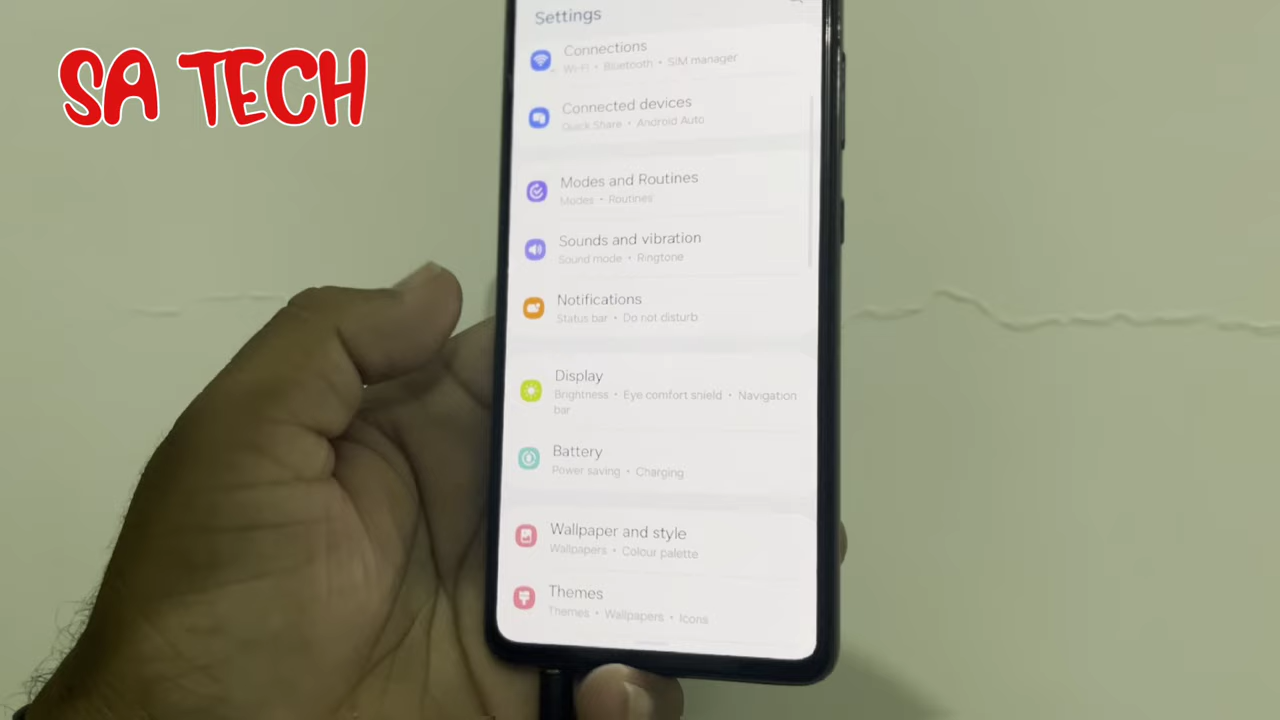 SA TECH
Settings
Connections
Wi-Fi • Bluetooth • SIM manager
Connected devices
Quick Share • Android Auto
Modes and Routines
Modes • Routines
Sounds and vibration
Sound mode • Ringtone
Notifications
Status bar • Do not disturb
Display
Brightness • Eye comfort shield • Navigation
bar
Battery
Power saving • Charging
Wallpaper and style
Wallpapers • Colour palette
Themes
Themes • Wallpapers • Icons